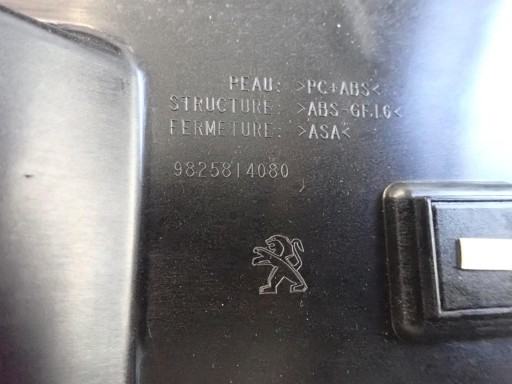 PEAU: >PC+ABS<
STRUCTURE: >ABS-GF16<
FERMETURE: >ASA<
9825814080